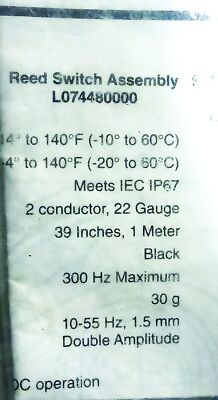 Reed Switch Assembly
L074480000
14° to 140°F (-10° to 60°C)
-4° to 140°F (-20° to 60°C)
Meets IEC IP67
2 conductor, 22 Gauge
39 Inches, 1 Meter
Black
300 Hz Maximum
30 g
10-55 Hz, 1.5 mm
Double Amplitude
DC operation